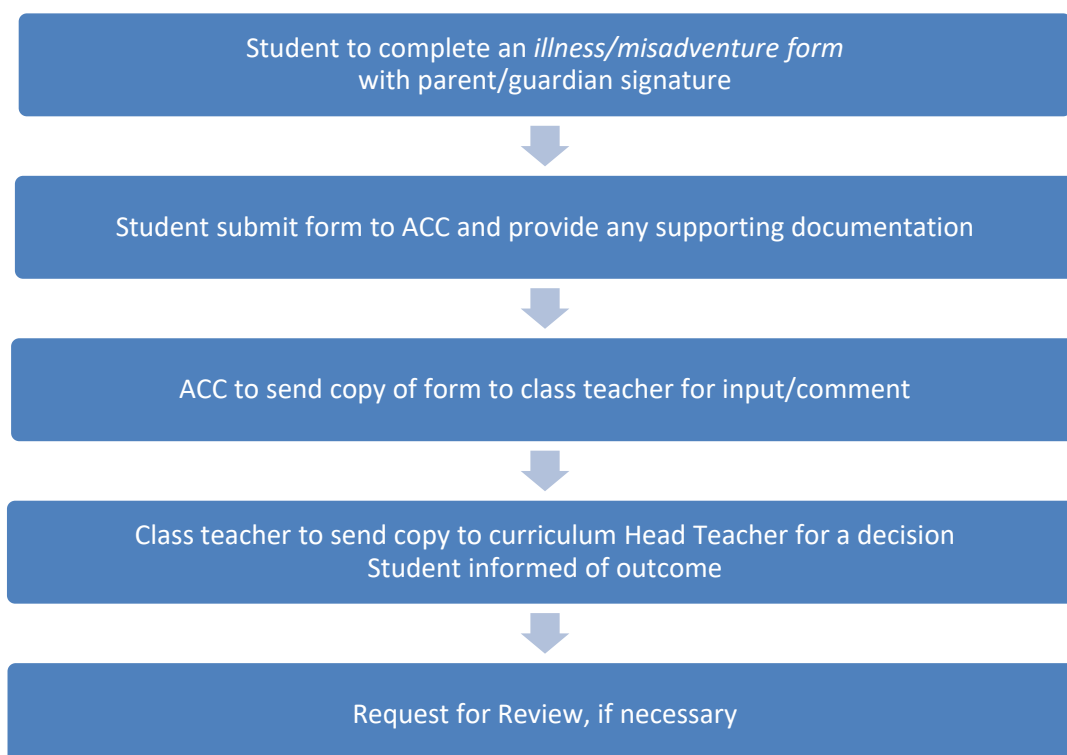 Student to complete an illness/misadventure form
with parent/guardian signature
Student submit form to ACC and provide any supporting documentation
ACC to send copy of form to class teacher for input/comment
Class teacher to send copy to curriculum Head Teacher for a decision
Student informed of outcome
Request for Review, if necessary